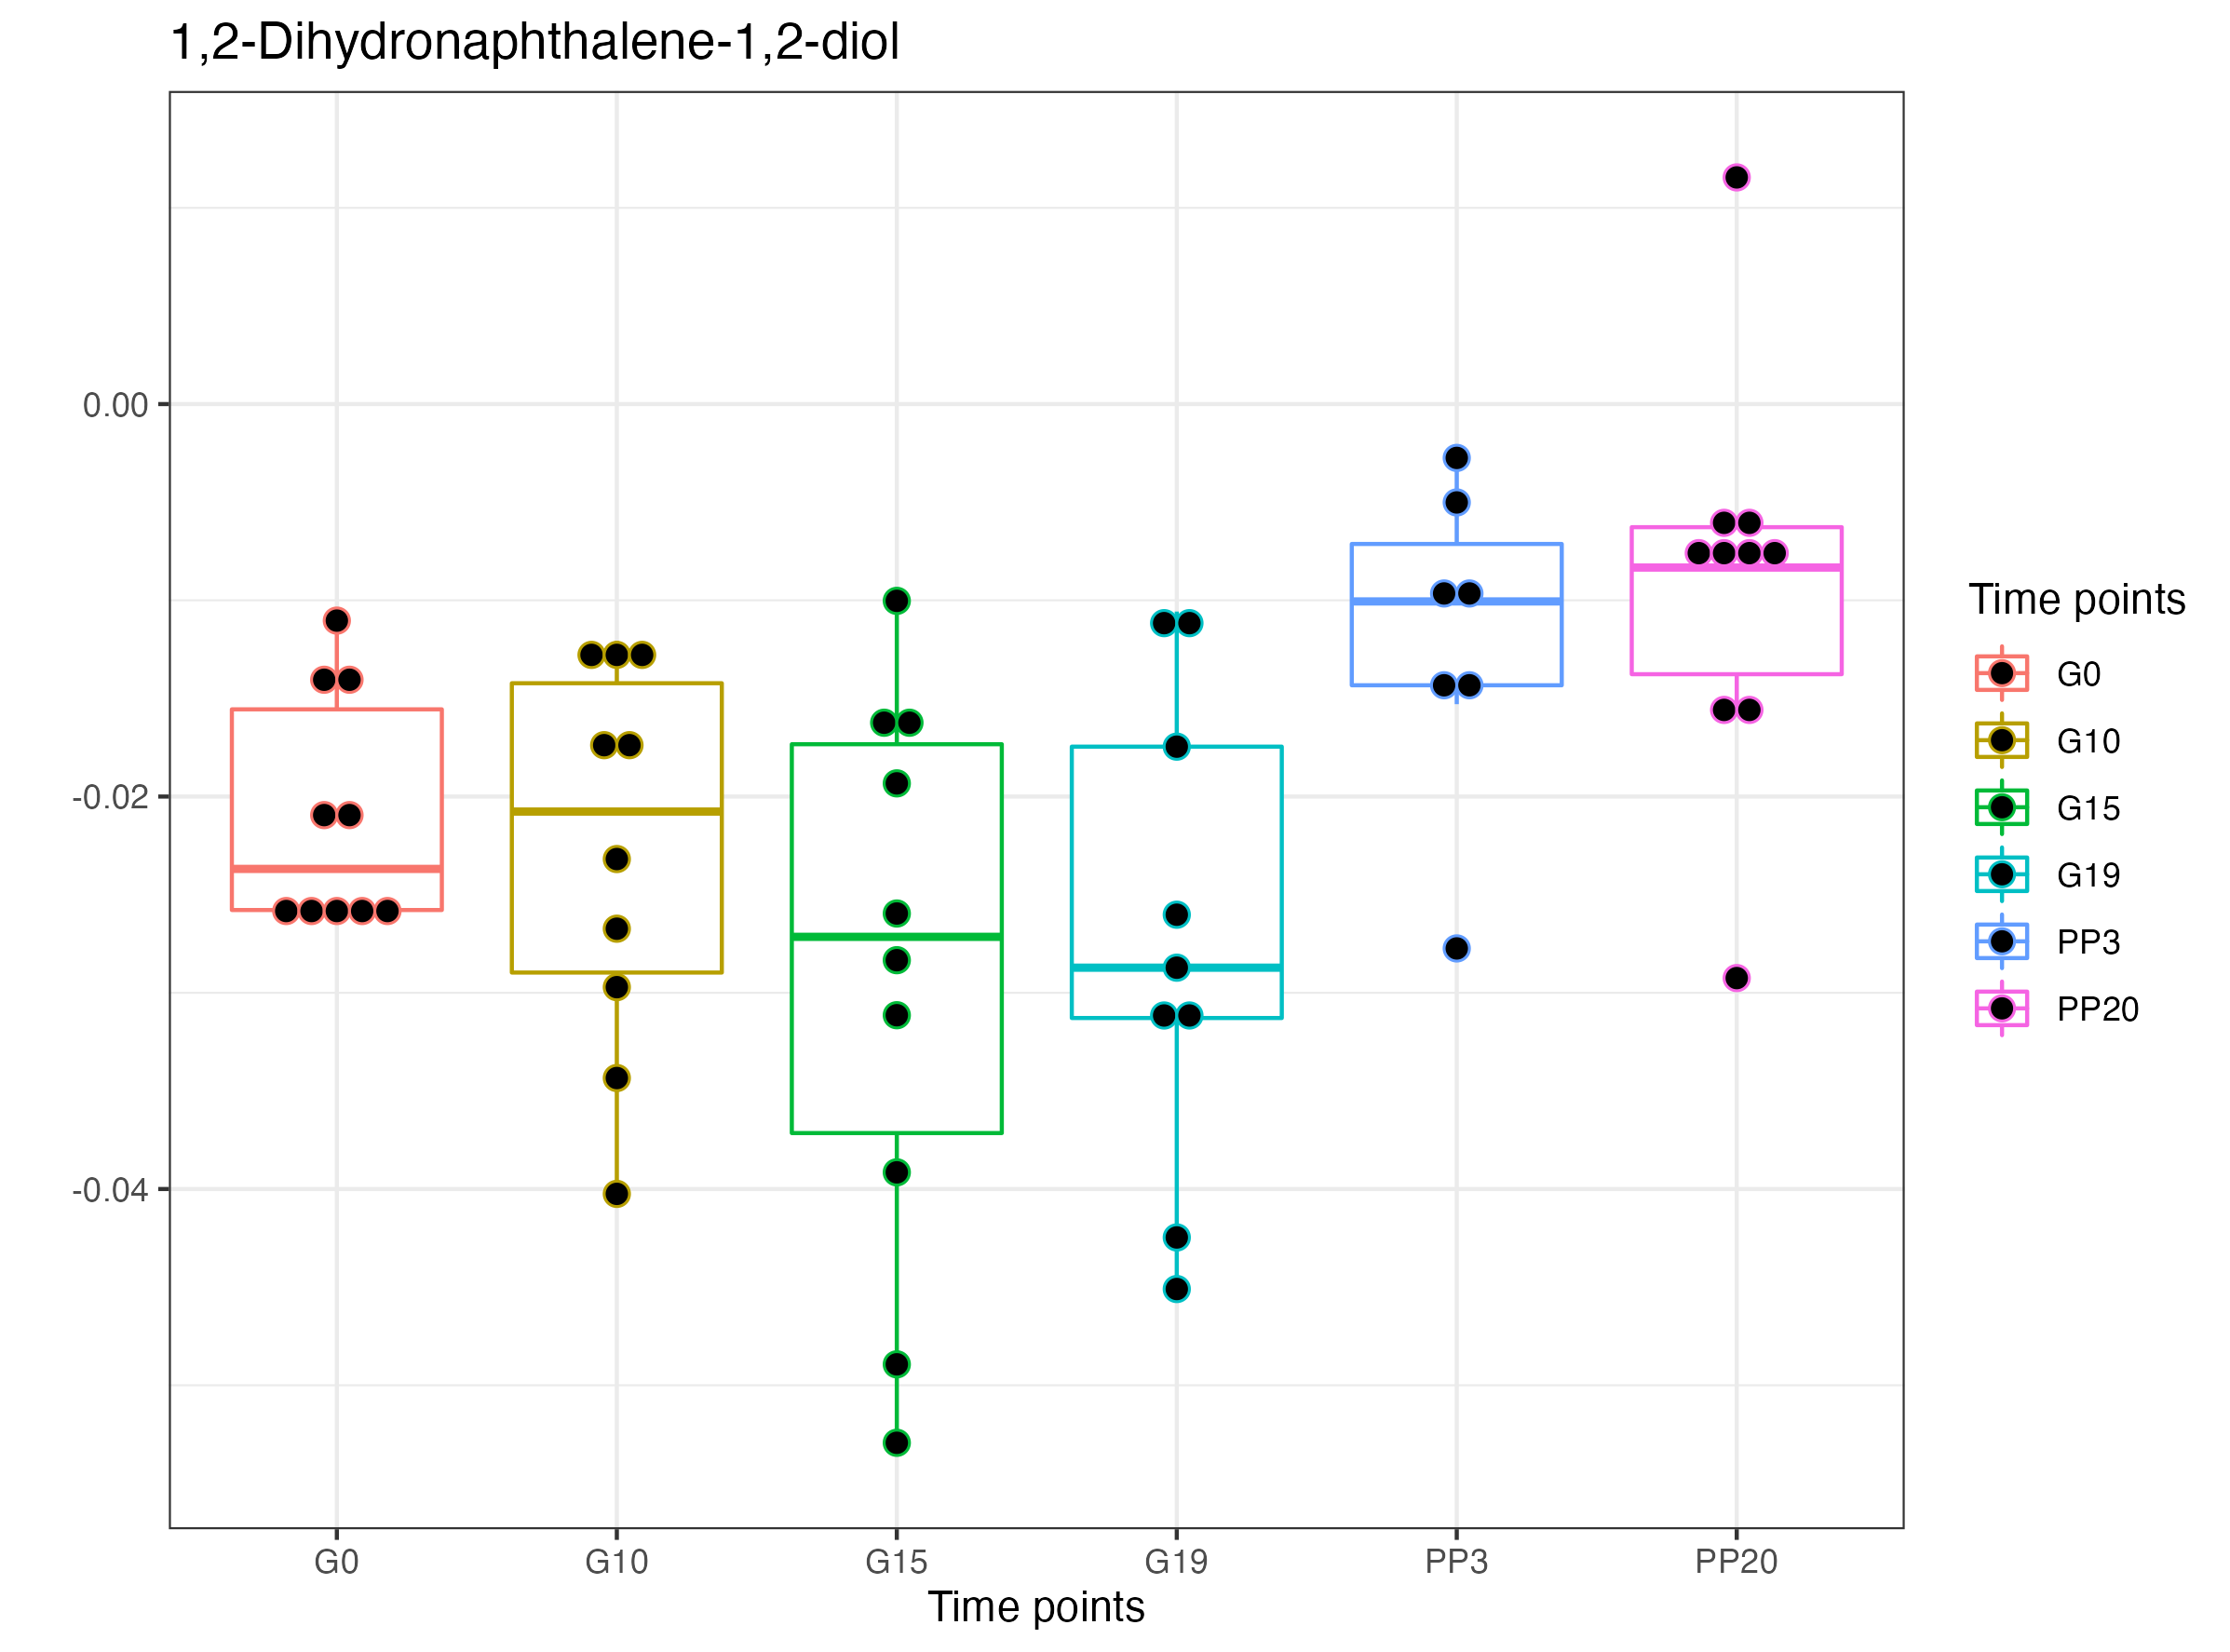 1,2-Dihydronaphthalene-1,2-diol
0.00
-0.02
-0.04
G0
G10
G15
G19
PP3
PP20
Time points
Time points
G0
G10
G15
G19
PP3
PP20